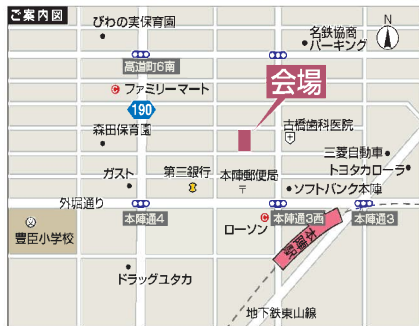 ご案内図
びわの実保育園
名鉄協商
パーキング
N
高道町6南
ファミリーマート
会場
190
森田保育園
古橋歯科医院
三菱自動車
トヨタカローラ
ガスト
第三銀行
本陣郵便局
ソフトバンク本陣
外堀通り
本陣通4
ローソン
本陣通3西
本陣通3
豊臣小学校
本陣駅
ドラッグユタカ
地下鉄東山線